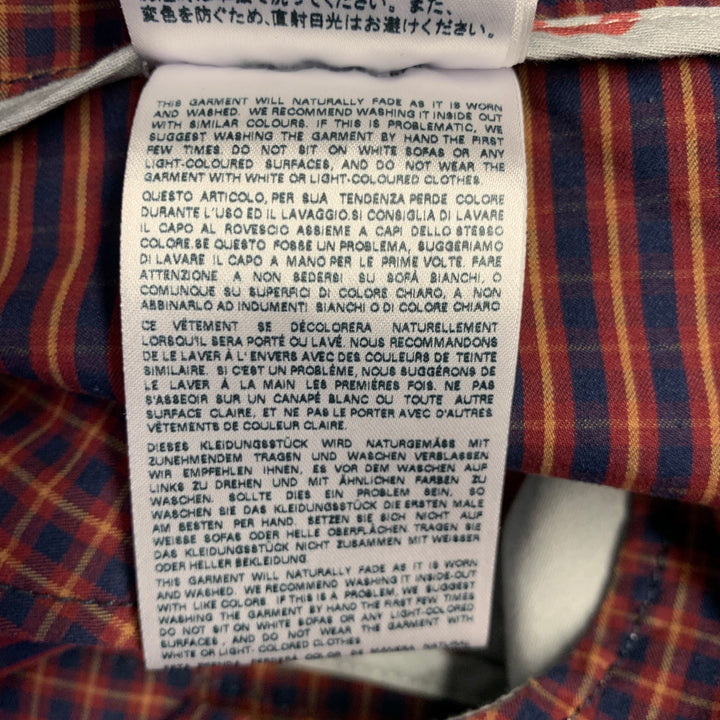 変色を防ぐため、直射日光はお避けください。
THIS GARMENT WILL NATURALLY FADE AS IT IS WORN
AND WASHED. WE RECOMMEND WASHING IT INSIDE OUT
WITH SIMILAR COLOURS. IF THIS IS PROBLEMATIC, WE
SUGGEST WASHING THE GARMENT BY HAND THE FIRST
FEW TIMES. DO NOT SIT ON WHITE SOFAS OR ANY
LIGHT-COLOURED SURFACES, AND DO NOT WEAR THE
GARMENT WITH WHITE OR LIGHT-COLOURED CLOTHES.
QUESTO ARTICOLO, PER SUA TENDENZA PERDE COLORE
DURANTE L'USO ED IL LAVAGGIO.SI CONSIGLIA DI LAVARE
IL CAPO AL ROVESCIO ASSIEME A CAPI DELLO STESSO
COLORE.SE QUESTO FOSSE UN PROBLEMA, SUGGERIAMO
DI LAVARE IL CAPO A MANO PER LE PRIME VOLTE. FARE
ATTENZIONE A NON SEDERSI SU SOFÁ BIANCHI, O
COMUNQUE SU SUPERFICI DI COLORE CHIARO, A NON
ABBINARLO AD INDUMENTI BIANCHI O DI COLORE CHIARO
CE VÊTEMENT SE DÉCOLORERA NATURELLEMENT
LORSQU'IL SERA PORTÉ OU LAVÉ. NOUS RECOMMANDONS
DE LE LAVER À L'ENVERS AVEC DES COULEURS DE TEINTE
SIMILAIRE. SI C'EST UN PROBLÈME, NOUS SUGGÉRONS DE
LE LAVER À LA MAIN LES PREMIÈRES FOIS. NE PAS
S'ASSEOIR SUR UN CANAPÉ BLANC OU TOUTE AUTRE
SURFACE CLAIRE, ET NE PAS LE PORTER AVEC D'AUTRES
VÊTEMENTS DE COULEUR CLAIRE.
DIESES KLEIDUNGSSTÜCK WIRD NATURGEMÄSS MIT
ZUNEHMENDEM TRAGEN UND WASCHEN VERBLASSEN
WIR EMPFEHLEN IHNEN, ES VOR DEM WASCHEN AUF
LINKS ZU DREHEN UND MIT ÄHNLICHEN FARBEN ZU
WASCHEN. SOLLTE DIES EIN PROBLEM SEIN, SO
WASCHEN SIE DAS KLEIDUNGSSTÜCK DIE ERSTEN MALE
AM BESTEN PER HAND. SETZEN SIE SICH NICHT AUF
WEISSE SOFAS ODER HELLE OBERFLÄCHEN TRAGEN SIE
DAS KLEIDUNGSSTÜCK NICHT ZUSAMMEN MIT WEISSER
ODER HELLER BEKLEIDUNG.
THIS GARMENT WILL NATURALLY FADE AS IT IS WORN
AND WASHED. WE RECOMMEND WASHING IT INSIDE-OUT
WITH LIKE COLORS. IF THIS IS A PROBLEM, WE SUGGEST
WASHING THE GARMENT BY HAND THE FIRST FEW TIMES
DO NOT SIT ON WHITE SOFAS OR ANY LIGHT-COLORED
SURFACES, AND DO NOT WEAR THE GARMENT WITH
WHITE OR LIGHT- COLORED CLOTHES
COLOR DE MANERA NATURAL